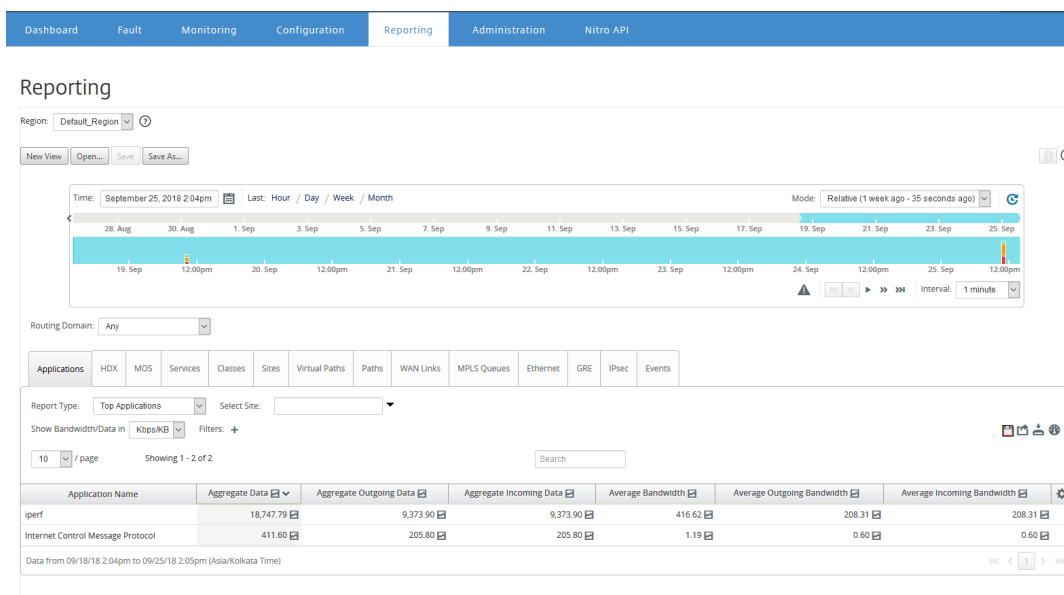 Dashboard Fault Monitoring Configuration Reporting Administration Nitro API
Reporting
Region: Default_Region ?
New View Open... Save Save As...
Time: September 25, 2018 2:04pm Last: Hour / Day / Week / Month Mode: Relative (1 week ago - 35 seconds ago)
28. Aug 30. Aug 1. Sep 3. Sep 5. Sep 7. Sep 9. Sep 11. Sep 13. Sep 15. Sep 17. Sep 19. Sep 21. Sep 23. Sep 25. Sep
19. Sep 12:00pm 20. Sep 12:00pm 21. Sep 12:00pm 22. Sep 12:00pm 23. Sep 12:00pm 24. Sep 12:00pm 25. Sep 12:00pm
Interval: 1 minute
Routing Domain: Any
Applications HDX MOS Services Classes Sites Virtual Paths Paths WAN Links MPLS Queues Ethernet GRE IPsec Events
Report Type: Top Applications Select Site:
Show Bandwidth/Data in Kbps/KB Filters: +
10 / page Showing 1 - 2 of 2 Search
Application Name Aggregate Data Aggregate Outgoing Data Aggregate Incoming Data Average Bandwidth Average Outgoing Bandwidth Average Incoming Bandwidth
iperf 18,747.79 9,373.90 9,373.90 416.62 208.31 208.31
Internet Control Message Protocol 411.60 205.80 205.80 1.19 0.60 0.60
Data from 09/18/18 2:04pm to 09/25/18 2:05pm (Asia/Kolkata Time) 1